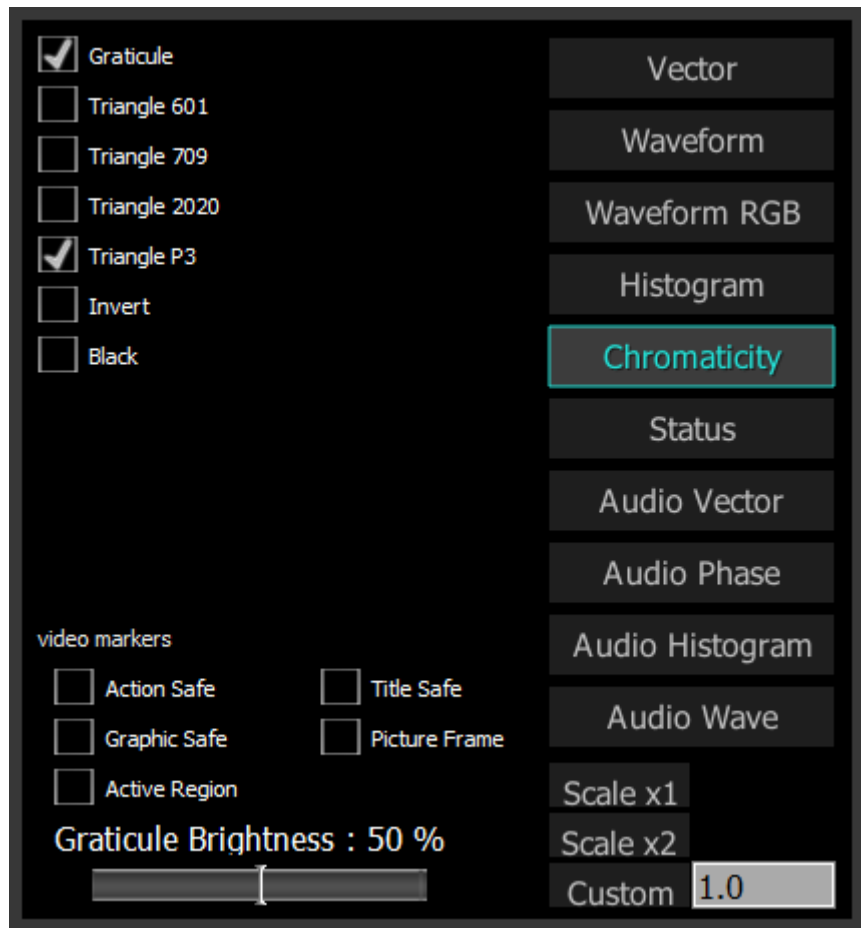 Graticule
Triangle 601
Triangle 709
Triangle 2020
Triangle P3
Invert
Black
video markers
Action Safe
Title Safe
Graphic Safe
Picture Frame
Active Region
Graticule Brightness : 50 %
Vector
Waveform
Waveform RGB
Histogram
Chromaticity
Status
Audio Vector
Audio Phase
Audio Histogram
Audio Wave
Scale x1
Scale x2
Custom 1.0